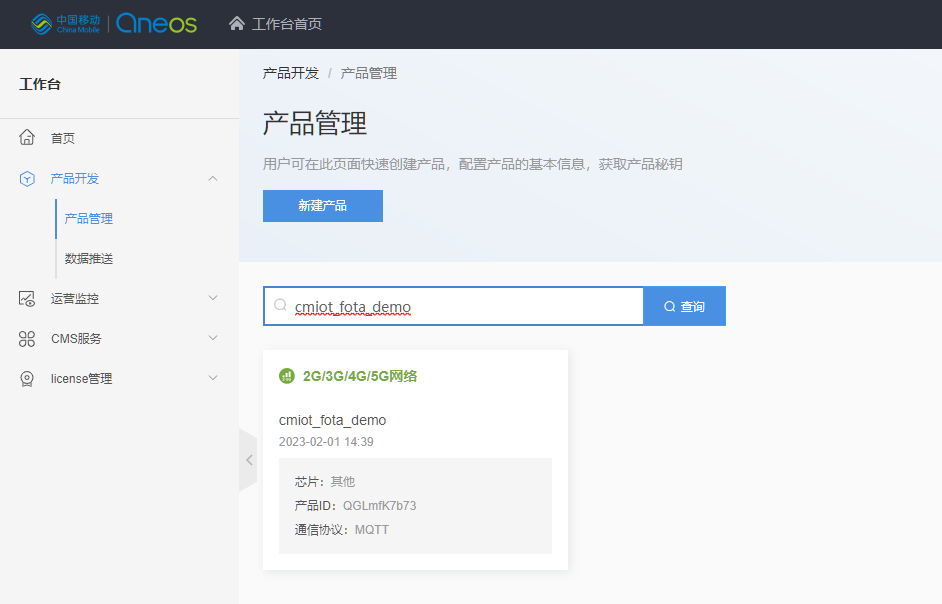 中国移动
China Mobile
OneOS
工作台首页
工作台
首页
产品开发
产品管理
数据推送
运营监控
CMS服务
license管理
产品开发 / 产品管理
产品管理
用户可在此页面快速创建产品，配置产品的基本信息，获取产品秘钥
新建产品
cmiot_fota_demo
查询
2G/3G/4G/5G网络
cmiot_fota_demo
2023-02-01 14:39
芯片：其他
产品ID：QGLmfK7b73
通信协议：MQTT